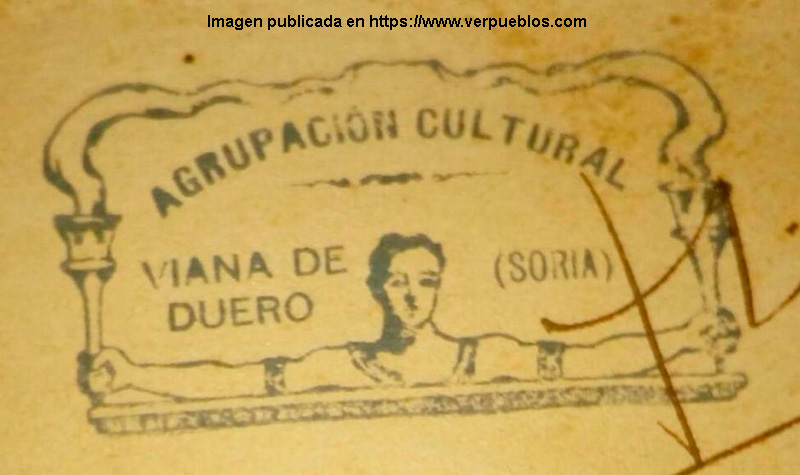 Imagen publicada en https://www.verpueblos.com
AGRUPACIÓN CULTURAL
VIANA DE (SORIA)
DUERO